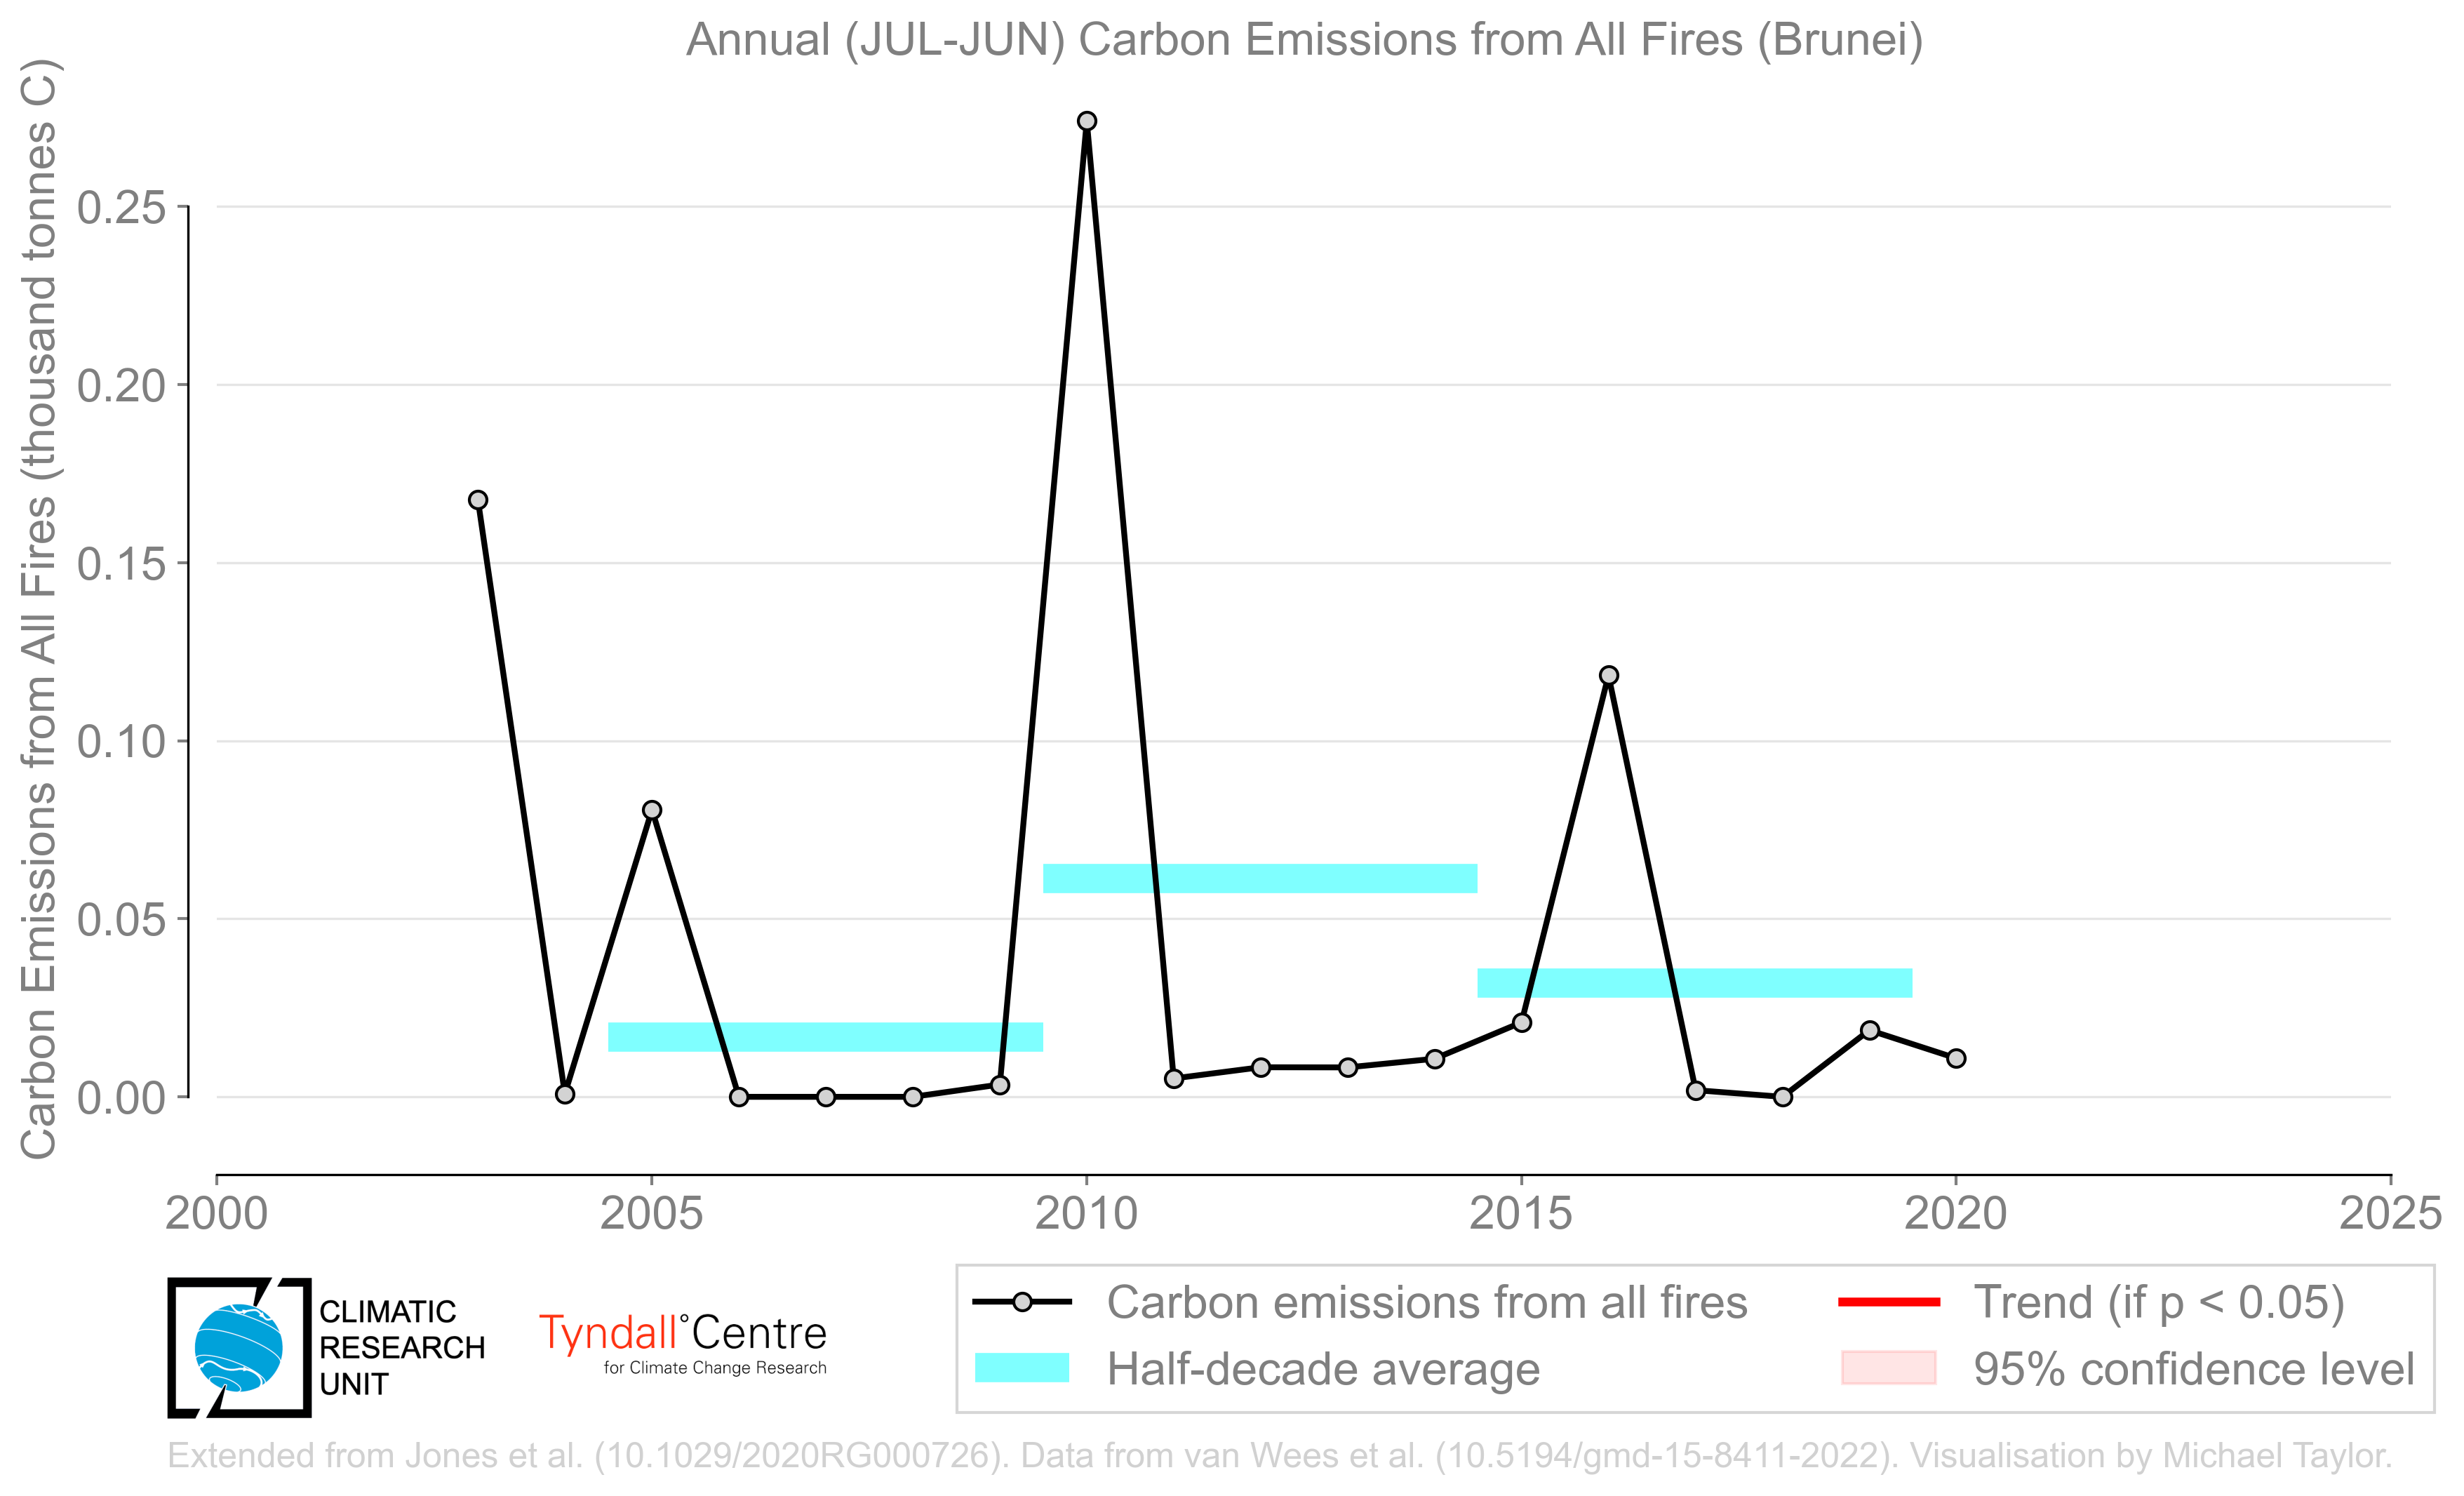 Annual (JUL-JUN) Carbon Emissions from All Fires (Brunei)
Carbon Emissions from All Fires (thousand tonnes C)
0.25
0.20
0.15
0.10
0.05
0.00
2000 2005 2010 2015 2020 2025
CLIMATIC
RESEARCH
UNIT
Tyndall°Centre
for Climate Change Research
Carbon emissions from all fires
Half-decade average
Trend (if p < 0.05)
95% confidence level
Extended from Jones et al. (10.1029/2020RG000726). Data from van Wees et al. (10.5194/gmd-15-8411-2022). Visualisation by Michael Taylor.